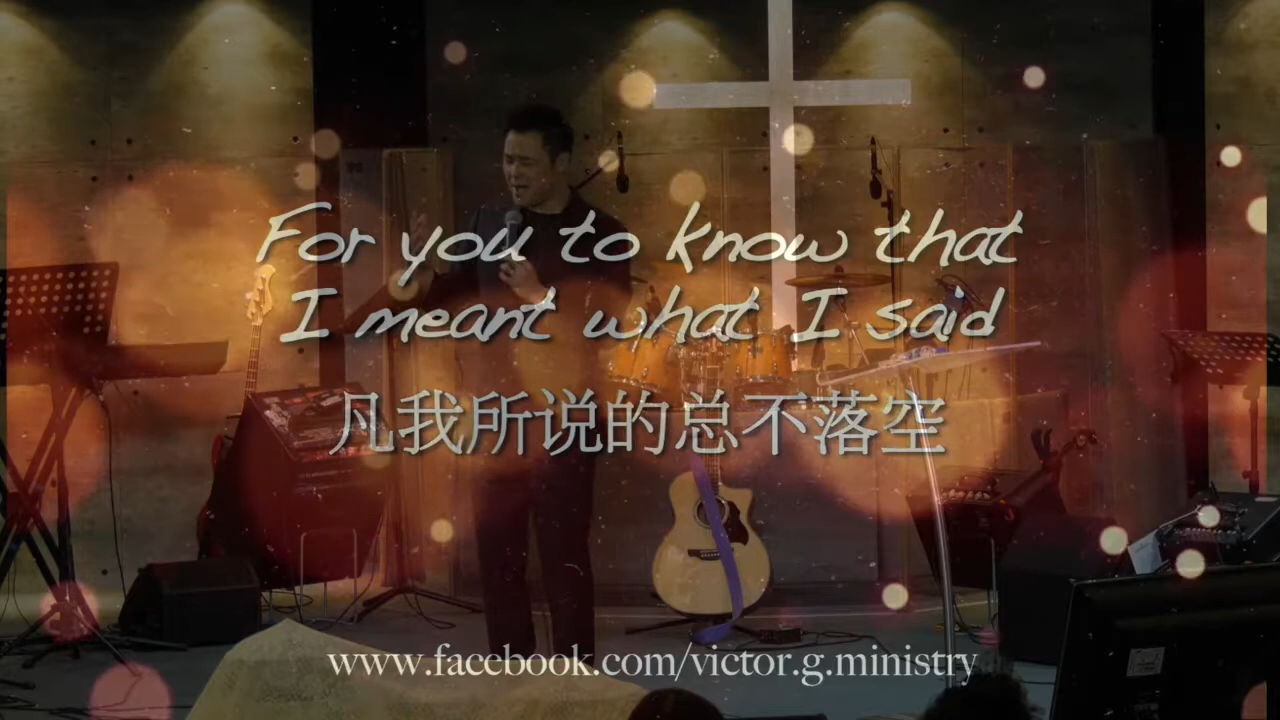 For you to know that
I meant what I said
凡我所说的总不落空
www.facebook.com/victor.g.ministry